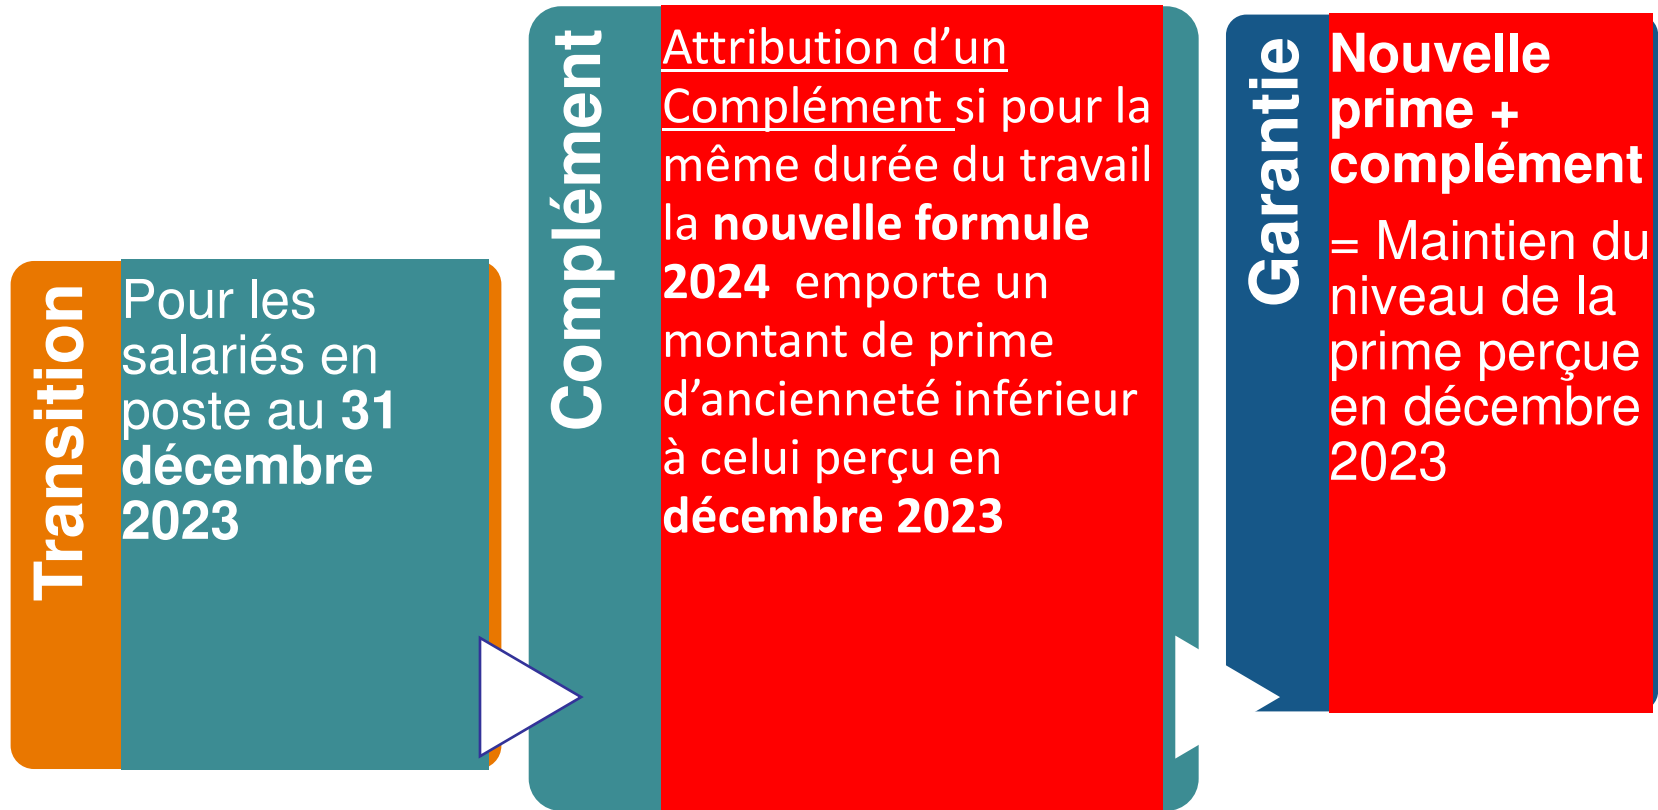 Transition
Pour les
salariés en
poste au 31
décembre
2023
Complément
Attribution d’un
Complément si pour la
même durée du travail
la nouvelle formule
2024 emporte un
montant de prime
d’ancienneté inférieur
à celui perçu en
décembre 2023
Garantie
Nouvelle
prime +
complément
= Maintien du
niveau de la
prime perçue
en décembre
2023